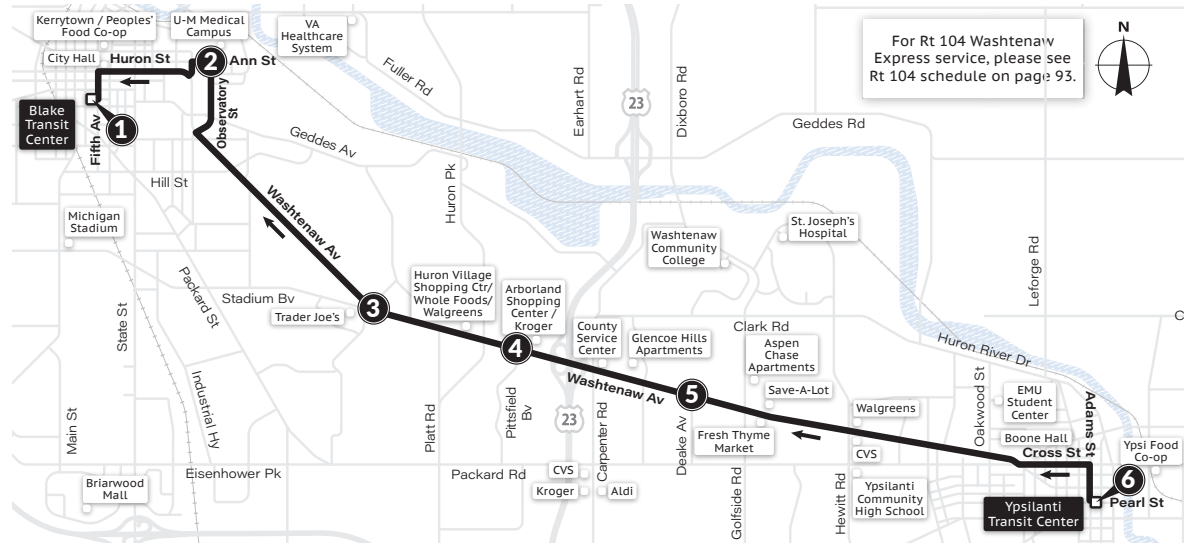 Kerrytown / Peoples'
Food Co-op
U-M Medical
Campus
VA
Healthcare
System
City Hall
Huron St
2
Ann St
Blake
Transit
Center
1
Fifth Av
Observatory
St
Fuller Rd
Geddes Av
Earhart Rd
23
Dixboro Rd
Geddes Rd
For Rt 104 Washtenaw
Express service, please see
Rt 104 schedule on page 93.
N
Hill St
Michigan
Stadium
Washtenaw Av
Huron Pk
Washtenaw
Community
College
St. Joseph's
Hospital
Leforge Rd
State St
Packard St
Stadium Bv
Trader Joe's
3
Huron Village
Shopping Ctr/
Whole Foods/
Walgreens
Arborland
Shopping
Center /
Kroger
4
County
Service
Center
Glencoe Hills
Apartments
Clark Rd
Aspen
Chase
Apartments
Save-A-Lot
Huron River Dr
C
Washtenaw Av
5
Fresh Thyme
Market
Walgreens
CVS
Ypsilanti
Community
High School
Oakwood St
EMU
Student
Center
Boone Hall
Cross St
Adams St
Ypsi Food
Co-op
6
Pearl St
Ypsilanti
Transit Center
Main St
Industrial Hy
Briarwood
Mall
Eisenhower Pk
Platt Rd
Pittsfield
Bv
23
Packard Rd
CVS
Kroger
Carpenter Rd
Aldi
Deake Av
Golfside Rd
Hewitt Rd